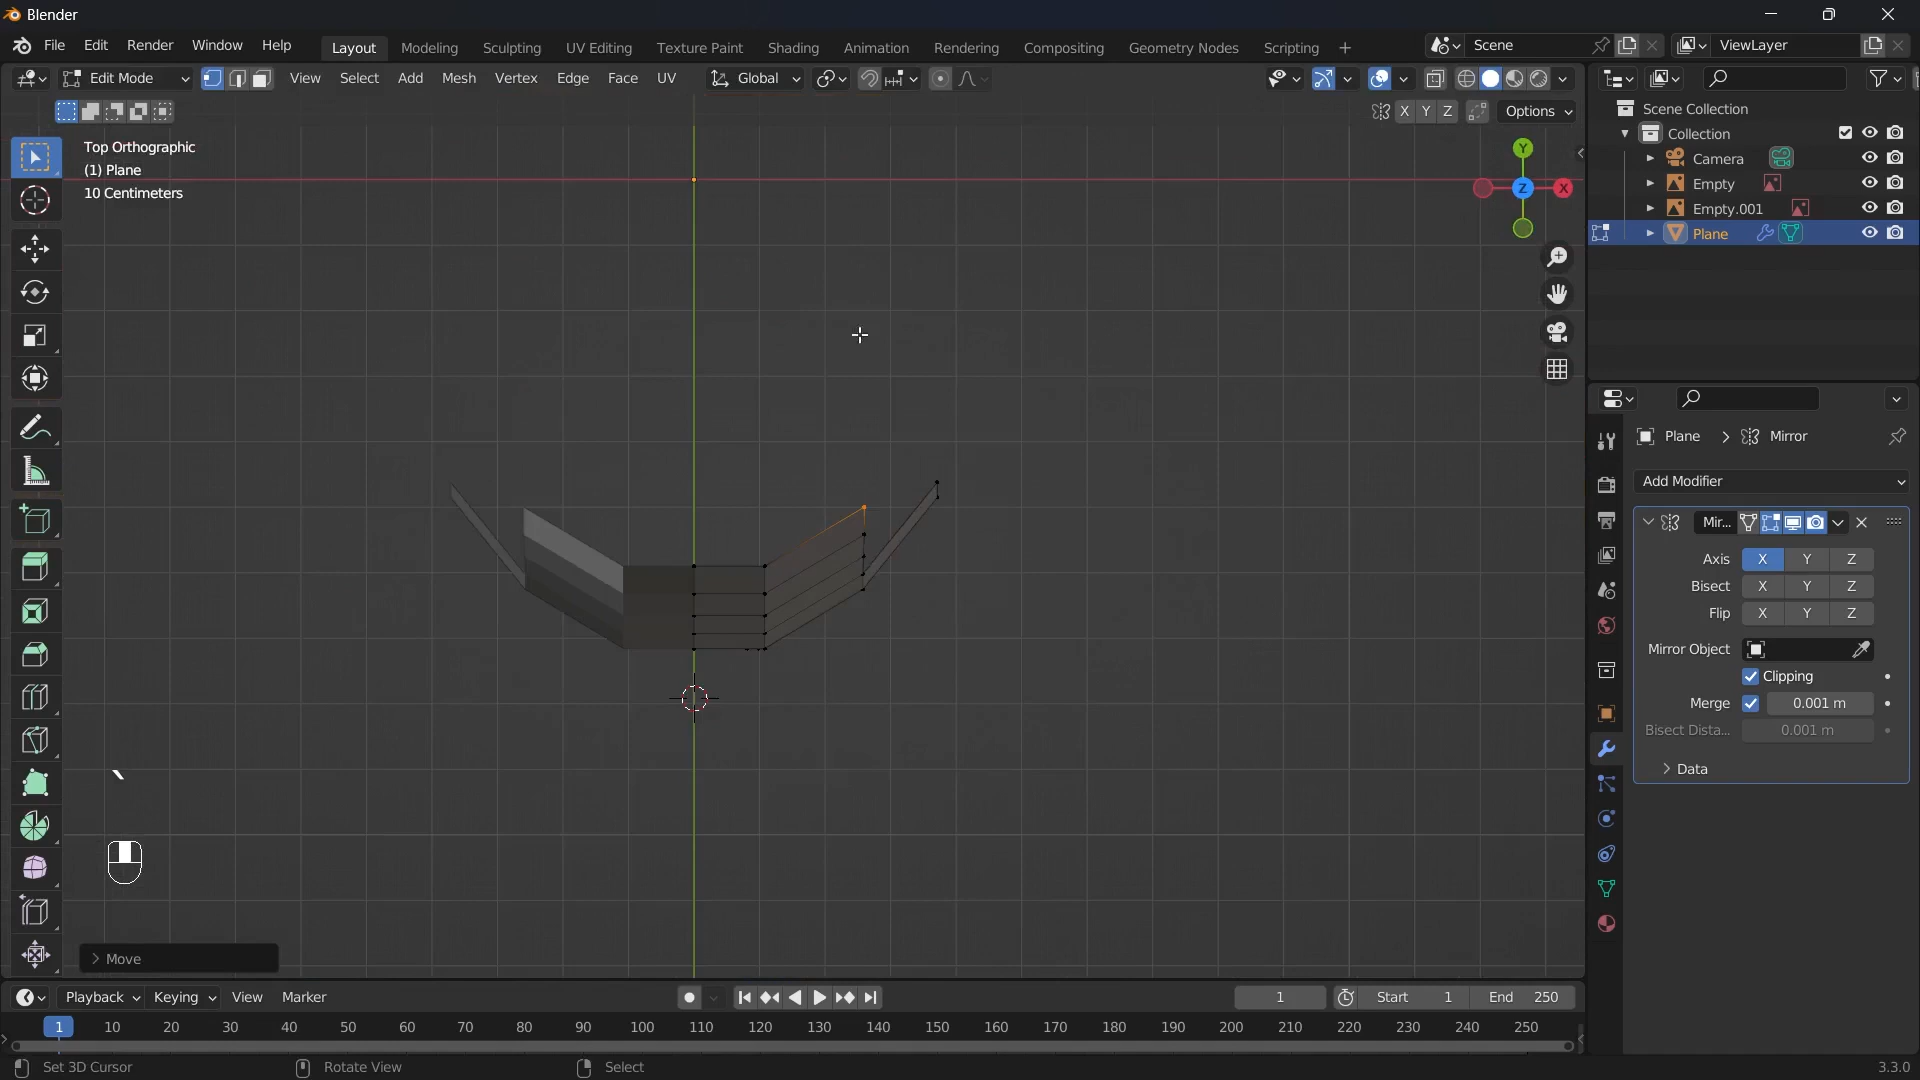 Blender
File Edit Render Window Help Layout Modeling Sculpting UV Editing Texture Paint Shading Animation Rendering Compositing Geometry Nodes Scripting + Scene ViewLayer
Edit Mode View Select Add Mesh Vertex Edge Face UV Global
X Y Z Options
Top Orthographic
(1) Plane
10 Centimeters
Y
Z X
Scene Collection
Collection
Camera
Empty
Empty.001
Plane
Plane > Mirror
Add Modifier
Mir...
Axis X Y Z
Bisect X Y Z
Flip X Y Z
Mirror Object
Clipping
Merge 0.001 m
Bisect Dista... 0.001 m
> Data
> Move
Playback Keying View Marker 1 Start 1 End 250
1 10 20 30 40 50 60 70 80 90 100 110 120 130 140 150 160 170 180 190 200 210 220 230 240 250
Set 3D Cursor Rotate View Select 3.3.0